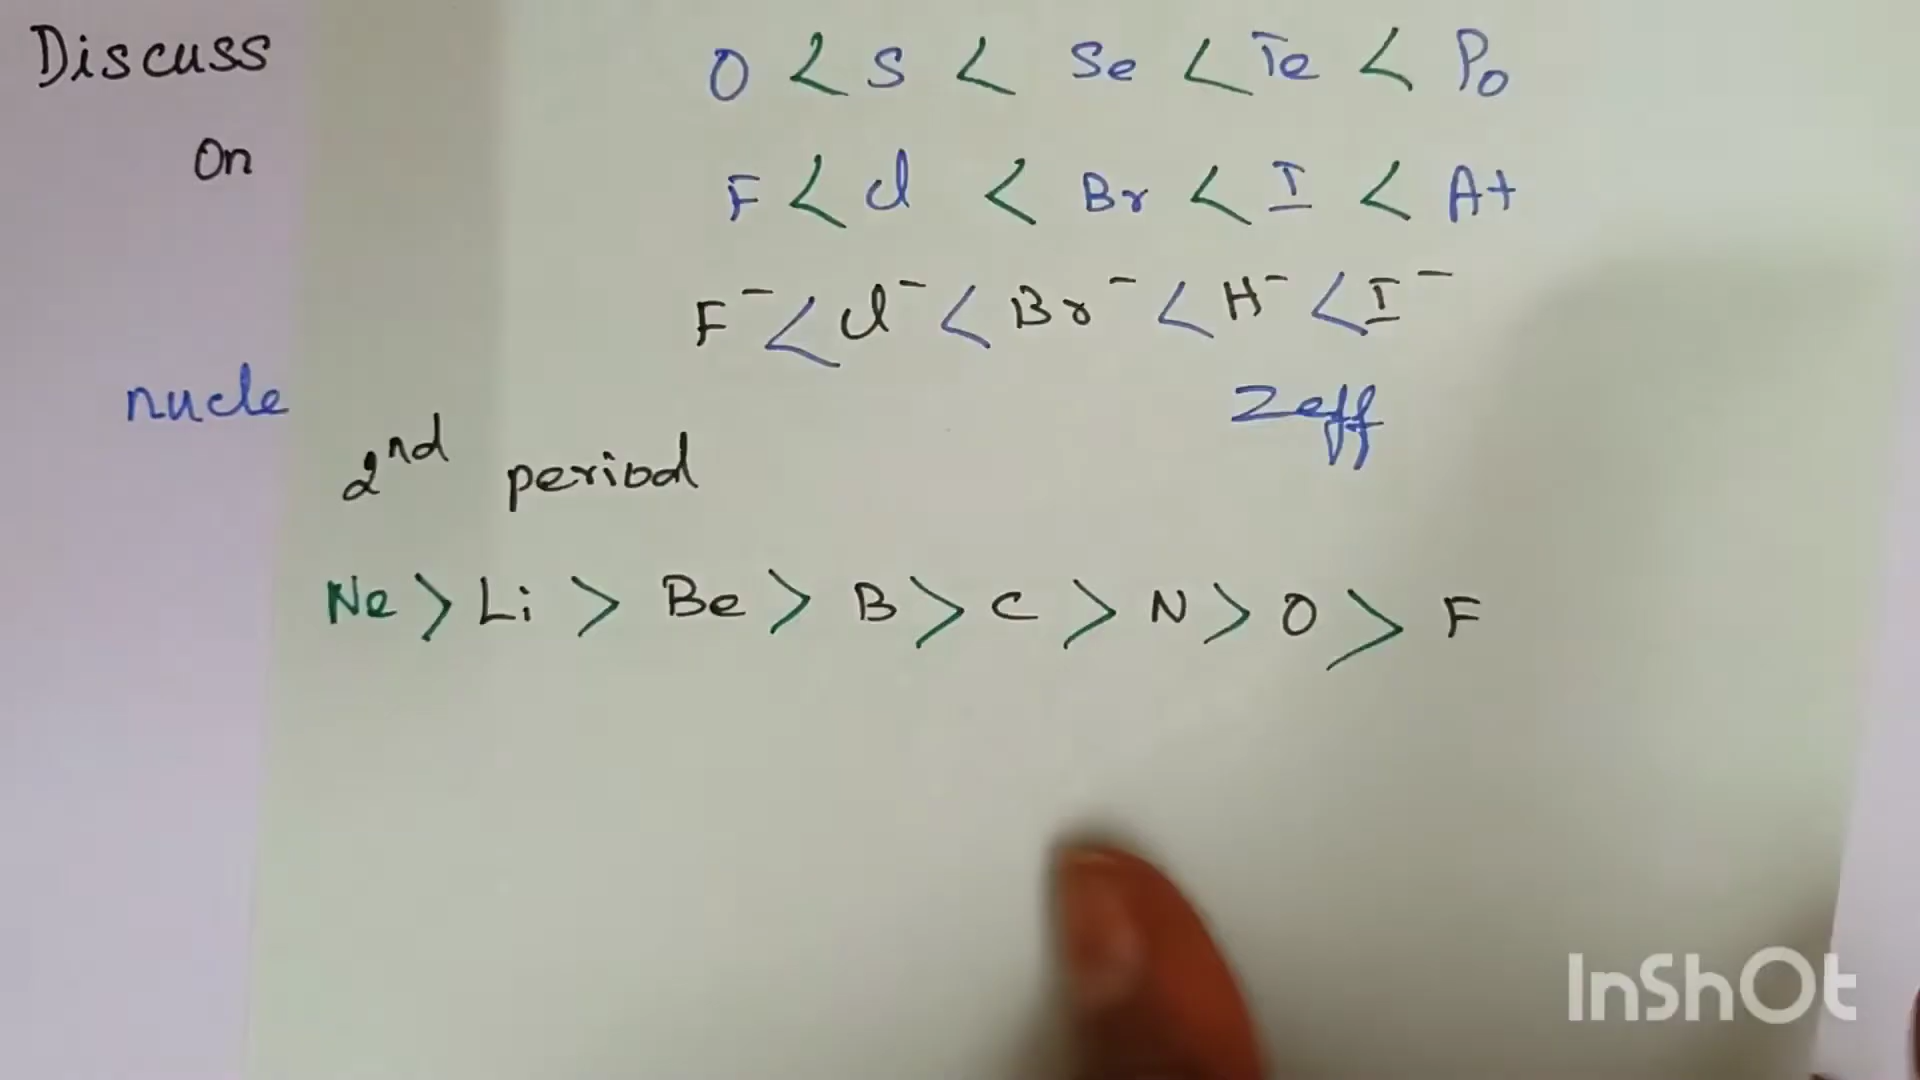 Discuss
On
nucle
O < S < Se < Te < Po
F < Cl < Br < I < At
F⁻ < Cl⁻ < Br⁻ < H⁻ < I⁻
Zeff
2nd period
Ne > Li > Be > B > C > N > O > F
InShOt